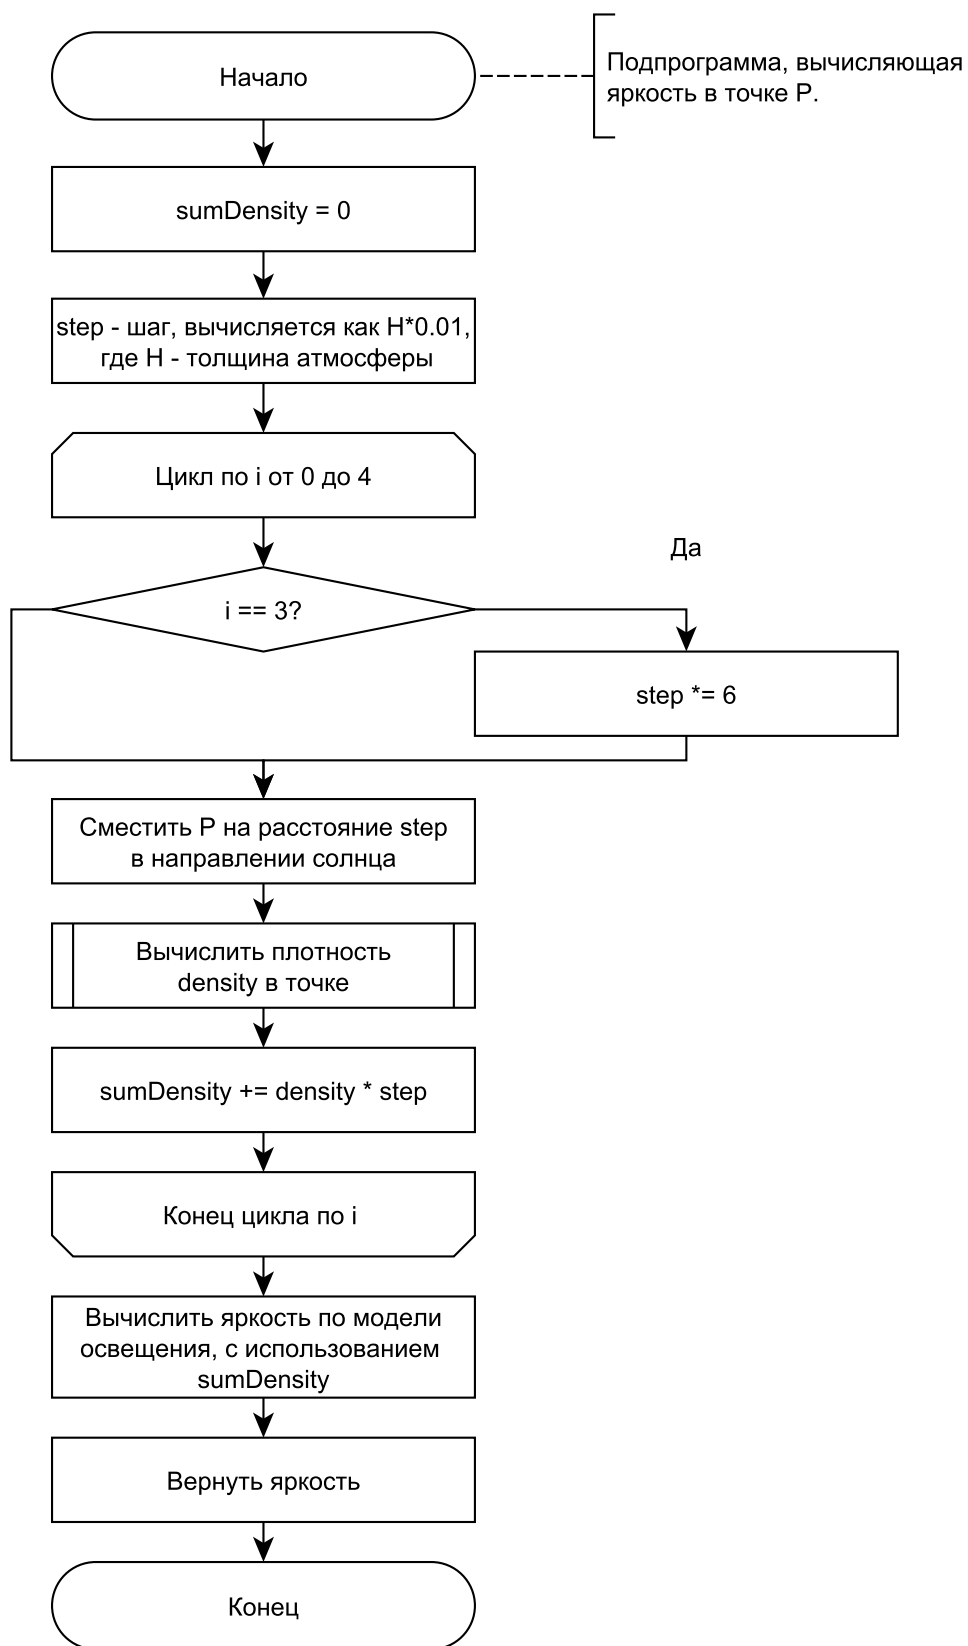 Начало
Подпрограмма, вычисляющая
яркость в точке P.
sumDensity = 0
step - шаг, вычисляется как H*0.01,
где H - толщина атмосферы
Цикл по i от 0 до 4
Да
i == 3?
step *= 6
Сместить P на расстояние step
в направлении солнца
Вычислить плотность
density в точке
sumDensity += density * step
Конец цикла по i
Вычислить яркость по модели
освещения, с использованием
sumDensity
Вернуть яркость
Конец